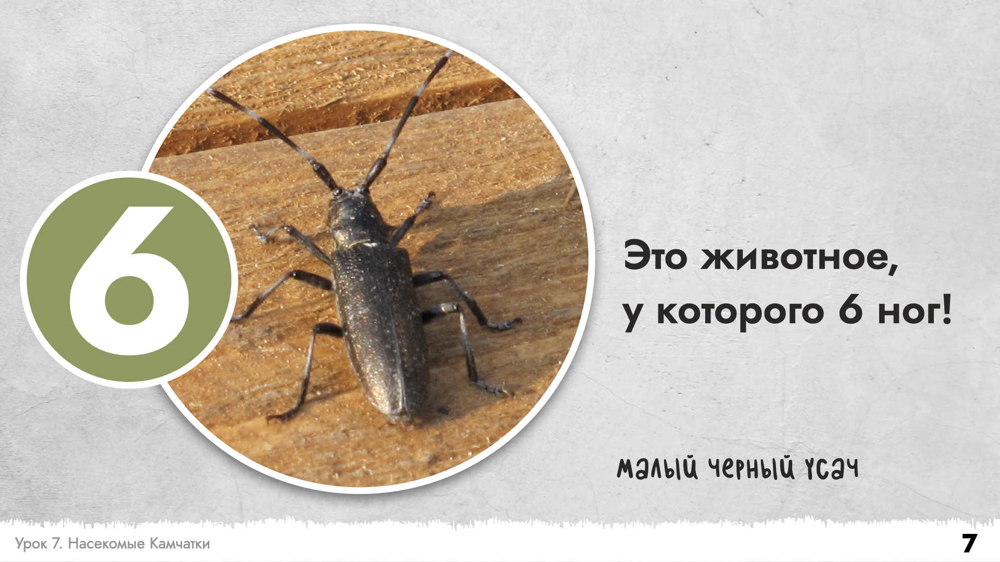 6
Это животное,
у которого 6 ног!
малый черный усач
Урок 7. Насекомые Камчатки
7